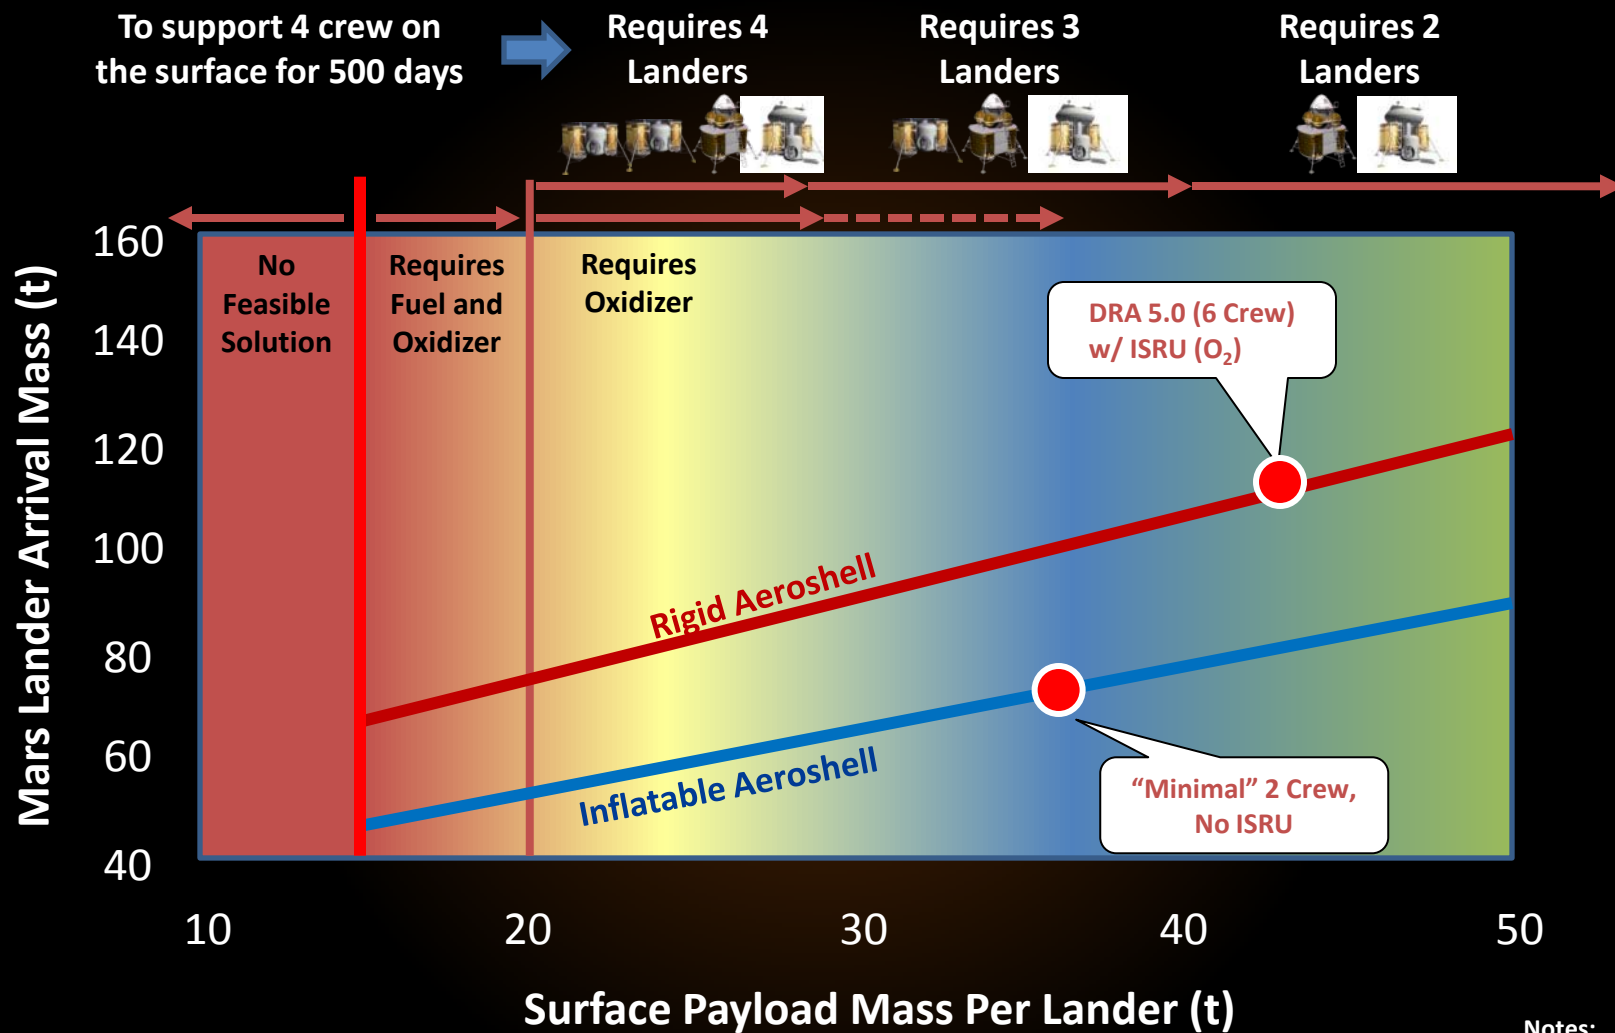 To support 4 crew on
the surface for 500 days
Requires 4
Landers
Requires 3
Landers
Requires 2
Landers
No
Feasible
Solution
Requires
Fuel and
Oxidizer
Requires
Oxidizer
DRA 5.0 (6 Crew)
w/ ISRU (O₂)
Rigid Aeroshell
Inflatable Aeroshell
“Minimal” 2 Crew,
No ISRU
Mars Lander Arrival Mass (t)
160
140
120
100
80
60
40
10
20
30
40
50
Surface Payload Mass Per Lander (t)
Notes: